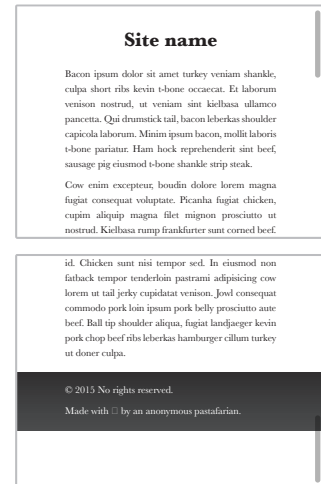 Site name
Bacon ipsum dolor sit amet turkey veniam shankle,
culpa short ribs kevin t-bone occaecat. Et laborum
venison nostrud, ut veniam sint kielbasa ullamco
pancetta. Qui drumstick tail, bacon leberkas shoulder
capicola laborum. Minim ipsum bacon, mollit laboris
t-bone pariatur. Ham hock reprehenderit sint beef,
sausage pig eiusmod t-bone shankle strip steak.
Cow enim excepteur, boudin dolore lorem magna
fugiat consequat voluptate. Picanha fugiat chicken,
cupim aliquip magna filet mignon prosciutto ut
nostrud. Kielbasa rump frankfurter sunt corned beef.
id. Chicken sunt nisi tempor sed. In eiusmod non
fatback tempor tenderloin pastrami adipisicing cow
lorem ut tail jerky cupidatat venison. Jowl consequat
commodo pork loin ipsum pork belly prosciutto aute
beef. Ball tip shoulder aliqua, fugiat landjaeger kevin
pork chop beef ribs leberkas hamburger cillum turkey
ut doner culpa.
© 2015 No rights reserved.
Made with □ by an anonymous pastafarian.